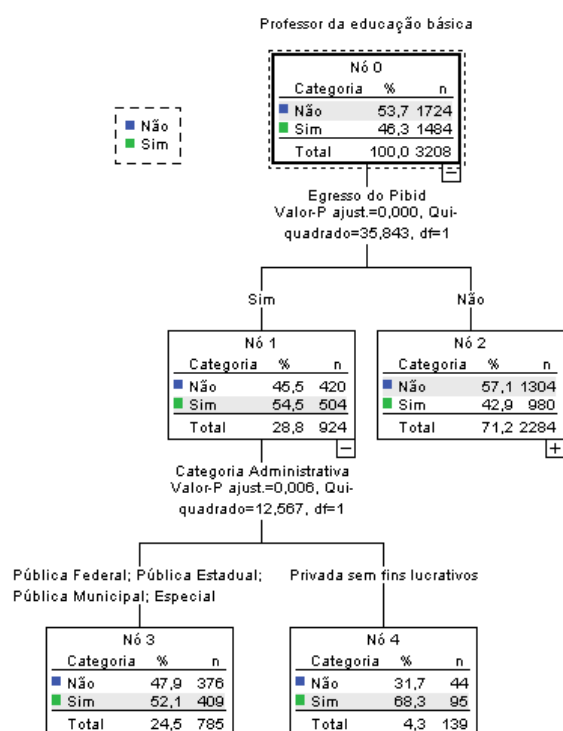 Professor da educação básica
Nó 0
Categoria % n
Não 53,7 1724
Sim 46,3 1484
Total 100,0 3208
Não
Sim
Egresso do Pibid
Valor-P ajust.=0,000, Qui-
quadrado=35,843, df=1
Sim
Não
Nó 1
Categoria % n
Não 45,5 420
Sim 54,5 504
Total 28,8 924
Nó 2
Categoria % n
Não 57,1 1304
Sim 42,9 980
Total 71,2 2284
Categoria Administrativa
Valor-P ajust.=0,006, Qui-
quadrado=12,567, df=1
Pública Federal; Pública Estadual;
Pública Municipal; Especial
Privada sem fins lucrativos
Nó 3
Categoria % n
Não 47,9 376
Sim 52,1 409
Total 24,5 785
Nó 4
Categoria % n
Não 31,7 44
Sim 68,3 95
Total 4,3 139